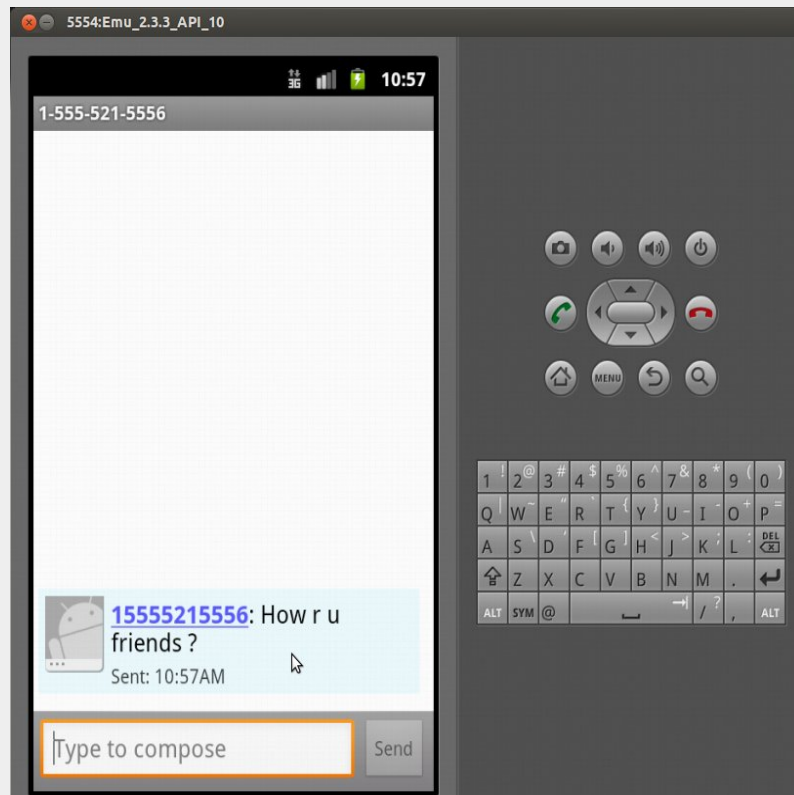 5554:Emu_2.3.3_API_10
3G 10:57
1-555-521-5556
15555215556: How r u
friends ?
Sent: 10:57AM
Type to compose
Send
MENU
1 ! 2 @ 3 # 4 $ 5 % 6 ^ 7 & 8 * 9 ( 0 )
Q | W ~ E " R ` T { Y } U _ I - O + P =
A S \ D ' F [ G ] H < J > K ; L : DEL
Z X C V B N M .
ALT SYM @ / ? , ALT